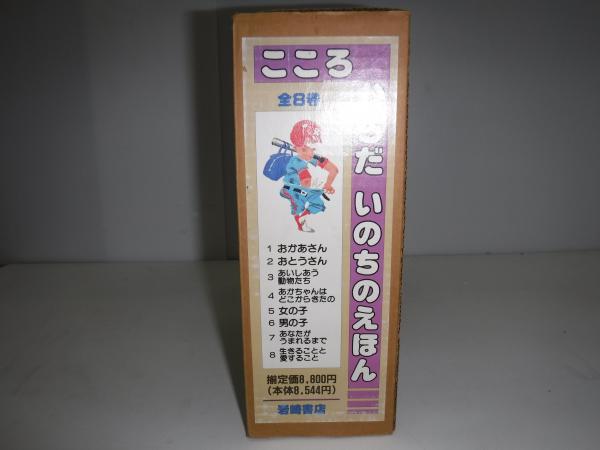 こころ
からだ いのちのえほん
全8巻
1 おかあさん
2 おとうさん
3 あいしあう
動物たち
4 あかちゃんは
どこからきたの
5 女の子
6 男の子
7 あなたが
うまれるまで
8 生きることと
愛すること
揃定価8,800円
(本体8,544円)
岩崎書店